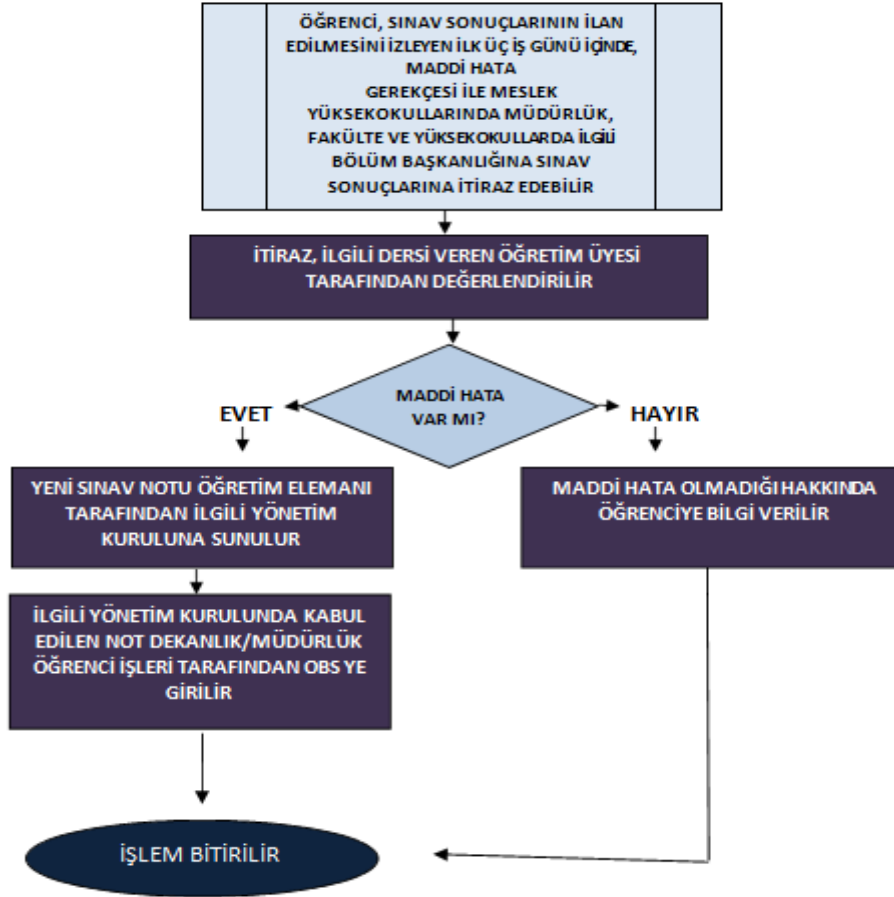 ÖĞRENCİ, SINAV SONUÇLARININ İLAN
EDİLMESİNİ İZLEYEN İLK ÜÇ İŞ GÜNÜ İÇİNDE,
MADDİ HATA
GEREKÇESİ İLE MESLEK
YÜKSEKOKULLARINDA MÜDÜRLÜK,
FAKÜLTE VE YÜKSEKOKULLARDA İLGİLİ
BÖLÜM BAŞKANLIĞINA SINAV
SONUÇLARINA İTİRAZ EDEBİLİR
İTİRAZ, İLGİLİ DERSİ VEREN ÖĞRETİM ÜYESİ
TARAFINDAN DEĞERLENDİRİLİR
MADDİ HATA
VAR MI?
EVET
HAYIR
YENİ SINAV NOTU ÖĞRETİM ELEMANI
TARAFINDAN İLGİLİ YÖNETİM
KURULUNA SUNULUR
MADDİ HATA OLMADIĞI HAKKINDA
ÖĞRENCİYE BİLGİ VERİLİR
İLGİLİ YÖNETİM KURULUNDA KABUL
EDİLEN NOT DEKANLIK/MÜDÜRLÜK
ÖĞRENCİ İŞLERİ TARAFINDAN OBS YE
GİRİLİR
İŞLEM BİTİRİLİR